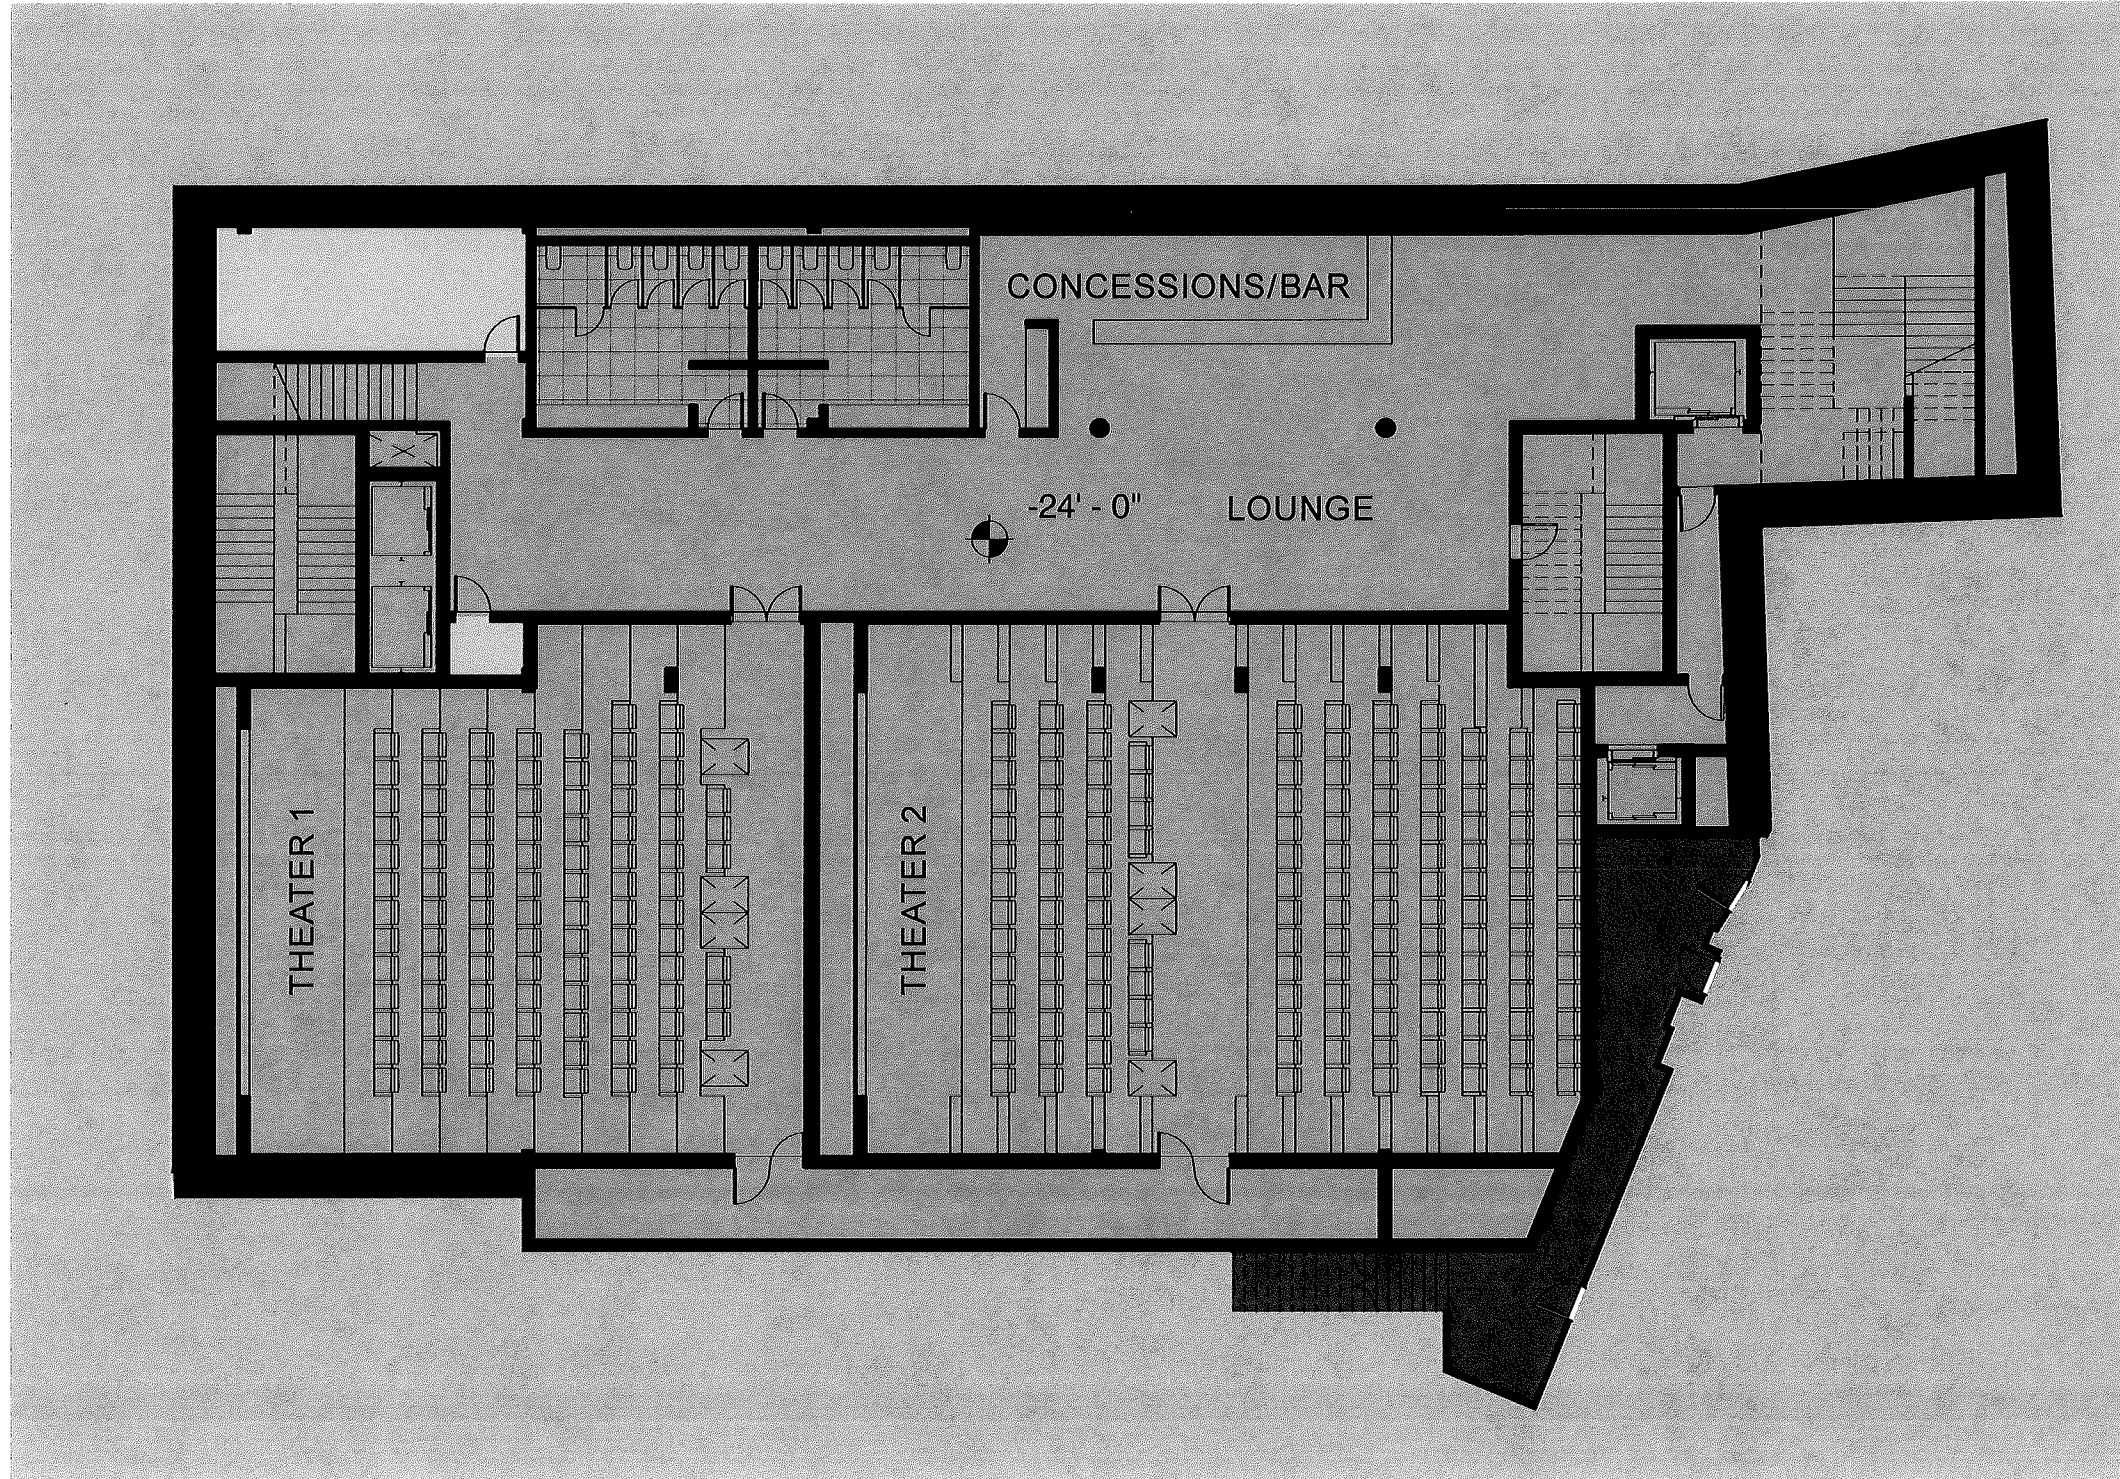 CONCESSIONS/BAR
-24' - 0"
LOUNGE
THEATER 1
THEATER 2